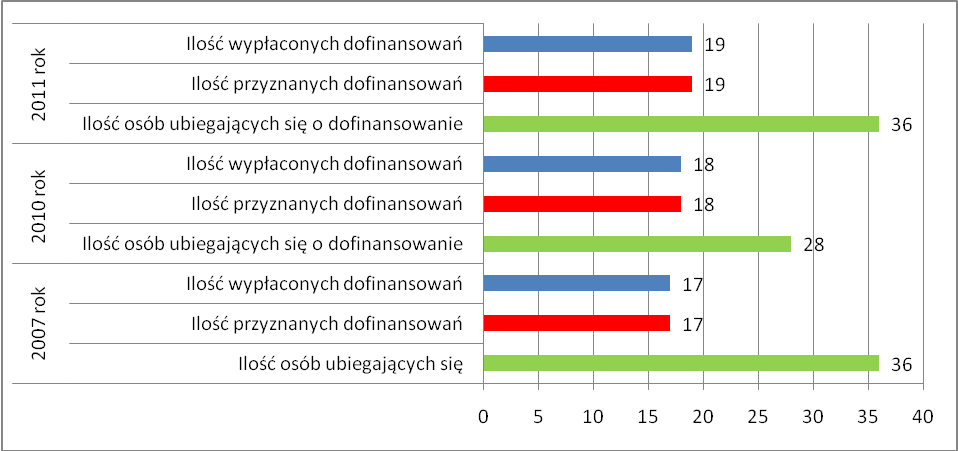 2011 rok
Ilość wypłaconych dofinansowań 19
Ilość przyznanych dofinansowań 19
Ilość osób ubiegających się o dofinansowanie 36
2010 rok
Ilość wypłaconych dofinansowań 18
Ilość przyznanych dofinansowań 18
Ilość osób ubiegających się o dofinansowanie 28
2007 rok
Ilość wypłaconych dofinansowań 17
Ilość przyznanych dofinansowań 17
Ilość osób ubiegających się 36
0 5 10 15 20 25 30 35 40